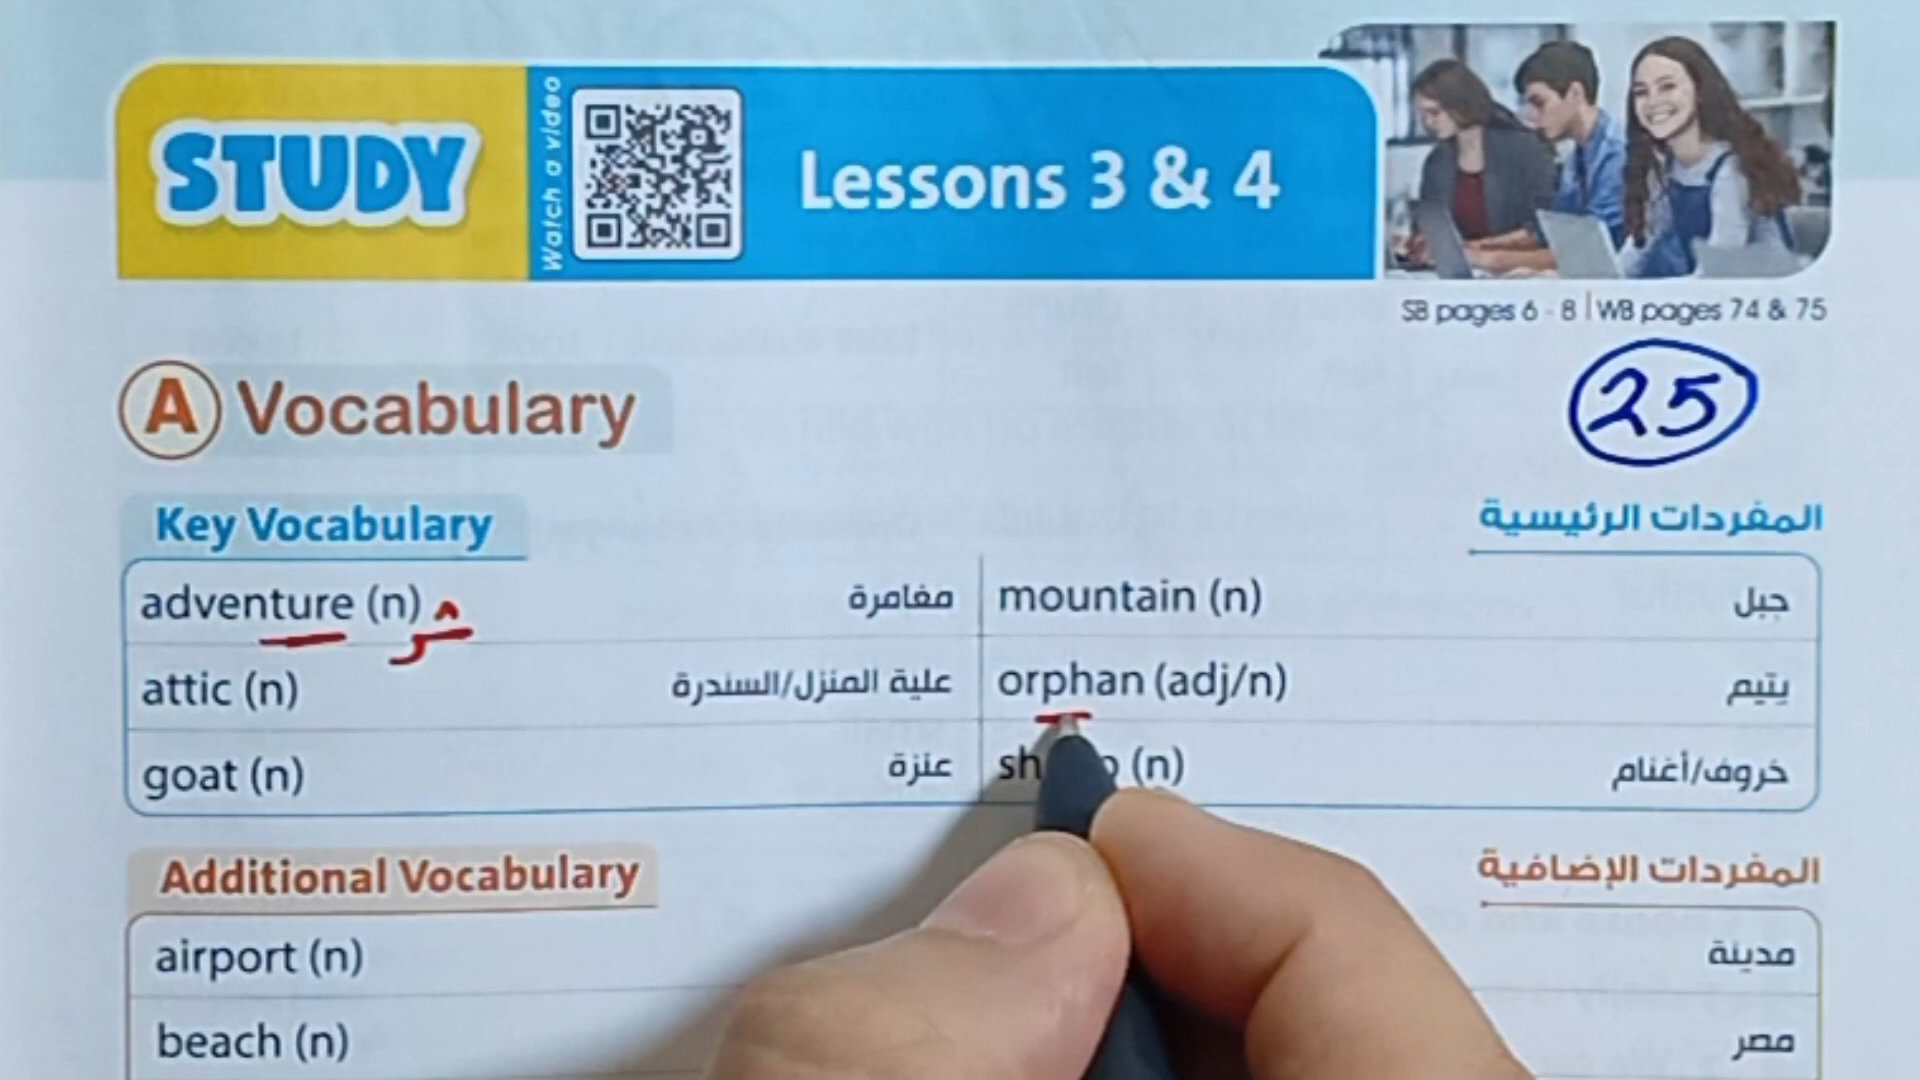 STUDY
Watch a video
Lessons 3 & 4
SB pages 6 - 8 | WB pages 74 & 75
25
A Vocabulary
Key Vocabulary المفردات الرئيسية
adventure (n) مغامرة mountain (n) جبل
attic (n) علية المنزل/السندرة orphan (adj/n) يتيم
goat (n) عنزة (n) خروف/أغنام
Additional Vocabulary المفردات الإضافية
airport (n) مدينة
beach (n) مصر